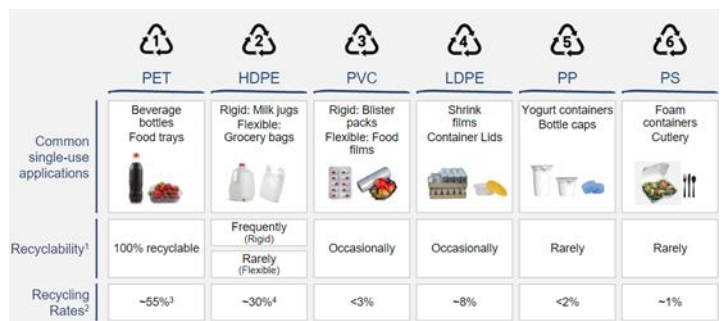 1
2
3
4
5
6
PET
HDPE
PVC
LDPE
PP
PS
Common
single-use
applications
Beverage
bottles
Food trays
Rigid: Milk jugs
Flexible:
Grocery bags
Rigid: Blister
packs
Flexible: Food
films
Shrink
films
Container Lids
Yogurt containers
Bottle caps
Foam
containers
Cutlery
Recyclability¹
100% recyclable
Frequently
(Rigid)
Rarely
(Flexible)
Occasionally
Occasionally
Rarely
Rarely
Recycling
Rates²
~55%³
~30%⁴
<3%
~8%
<2%
~1%